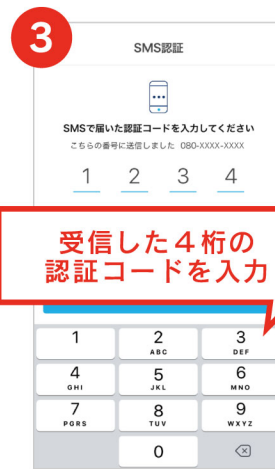 3
SMS認証
SMSで届いた認証コードを入力してください
こちらの番号に送信しました 080-XXXX-XXXX
1 2 3 4
受信した4桁の
認証コードを入力
1 2 3
ABC DEF
4 5 6
GHI JKL MNO
7 8 9
PGRS TUV WXYZ
0